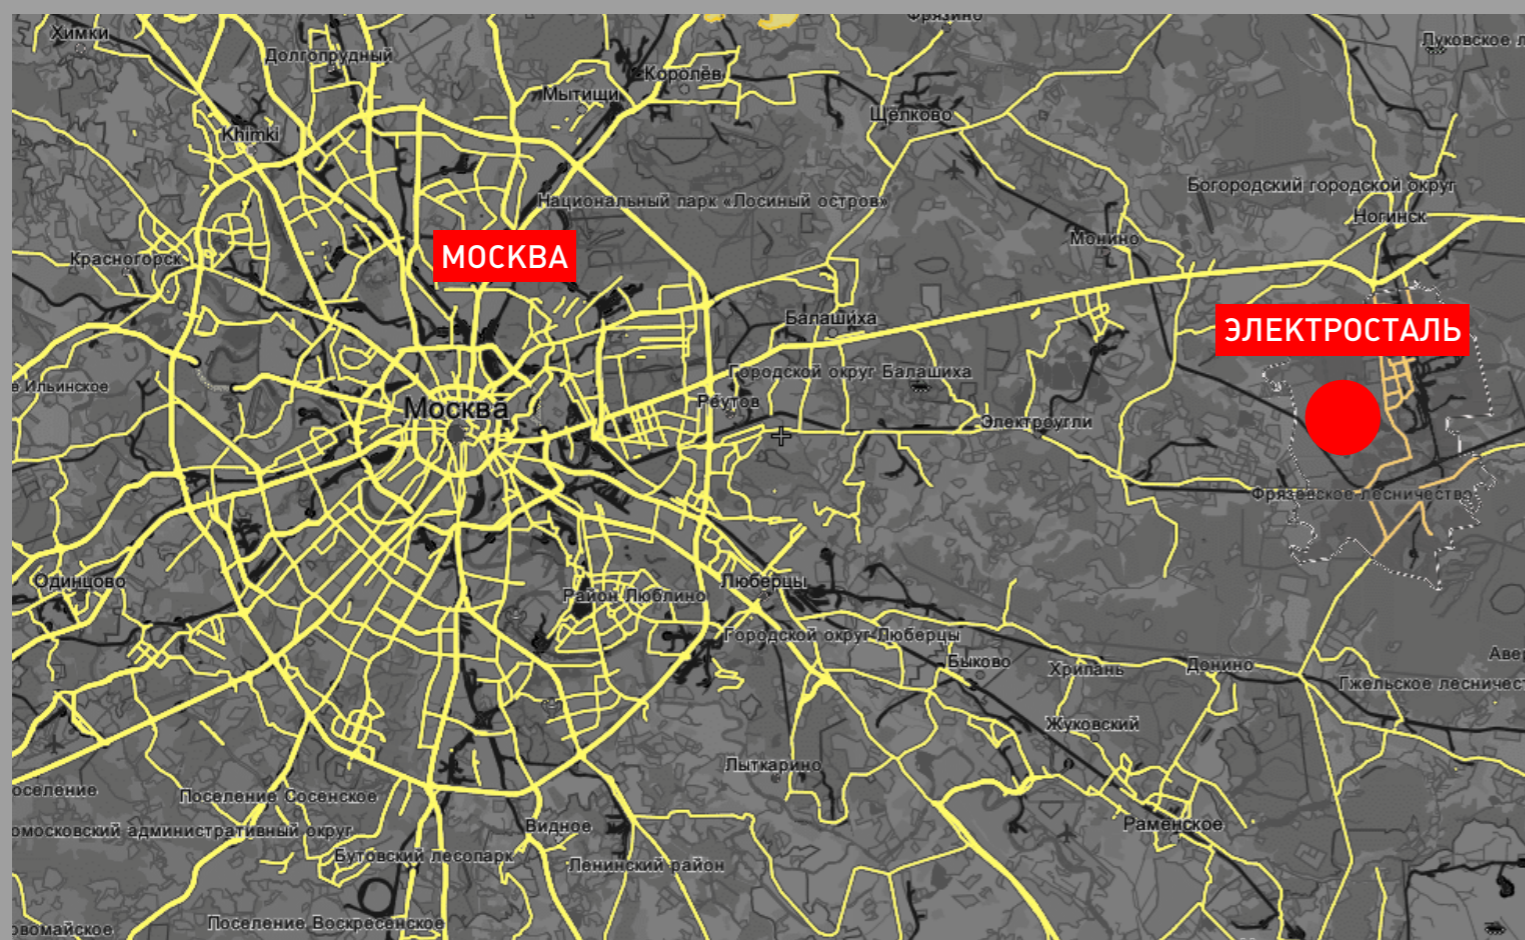 Фрязино
Химки
Луковское
Долгопрудный
Королёв
Мытищи
Щёлково
Khimki
Богородский городской округ
Национальный парк «Лосиный остров»
Ногинск
Монино
МОСКВА
Красногорск
Балашиха
ЭЛЕКТРОСТАЛЬ
Городской округ Балашиха
е Ильинское
Реутов
Москва
Электроугли
Фрязевское лесничество
Одинцово
Люберцы
Район Люблино
Городской округ Люберцы
Аве
Быково
Хрипань
Донино
Гжельское лесничест
Жуковский
Лыткарино
оселение
Поселение Сосенское
Раменское
Видное
омосковский административный округ
Бутовский лесопарк
Ленинский район
Поселение Воскресенское
овомайское